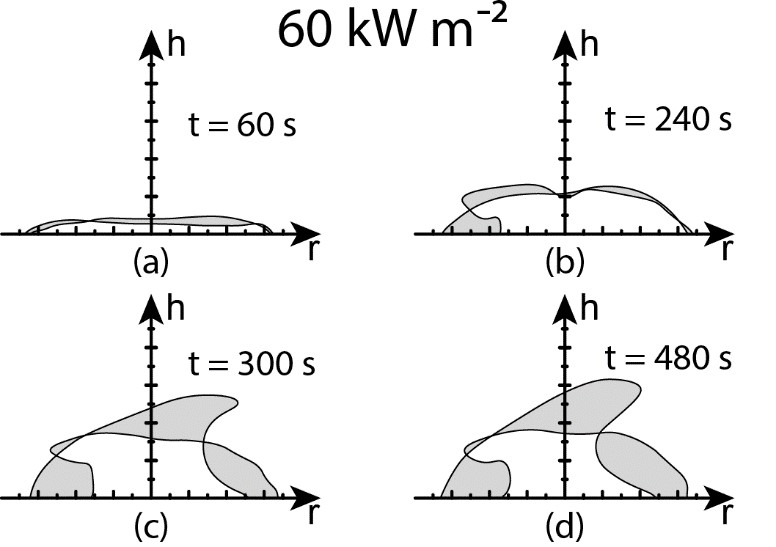 60 kW m⁻²
h
t = 60 s
r
(a)
h
t = 240 s
r
(b)
h
t = 300 s
r
(c)
h
t = 480 s
r
(d)